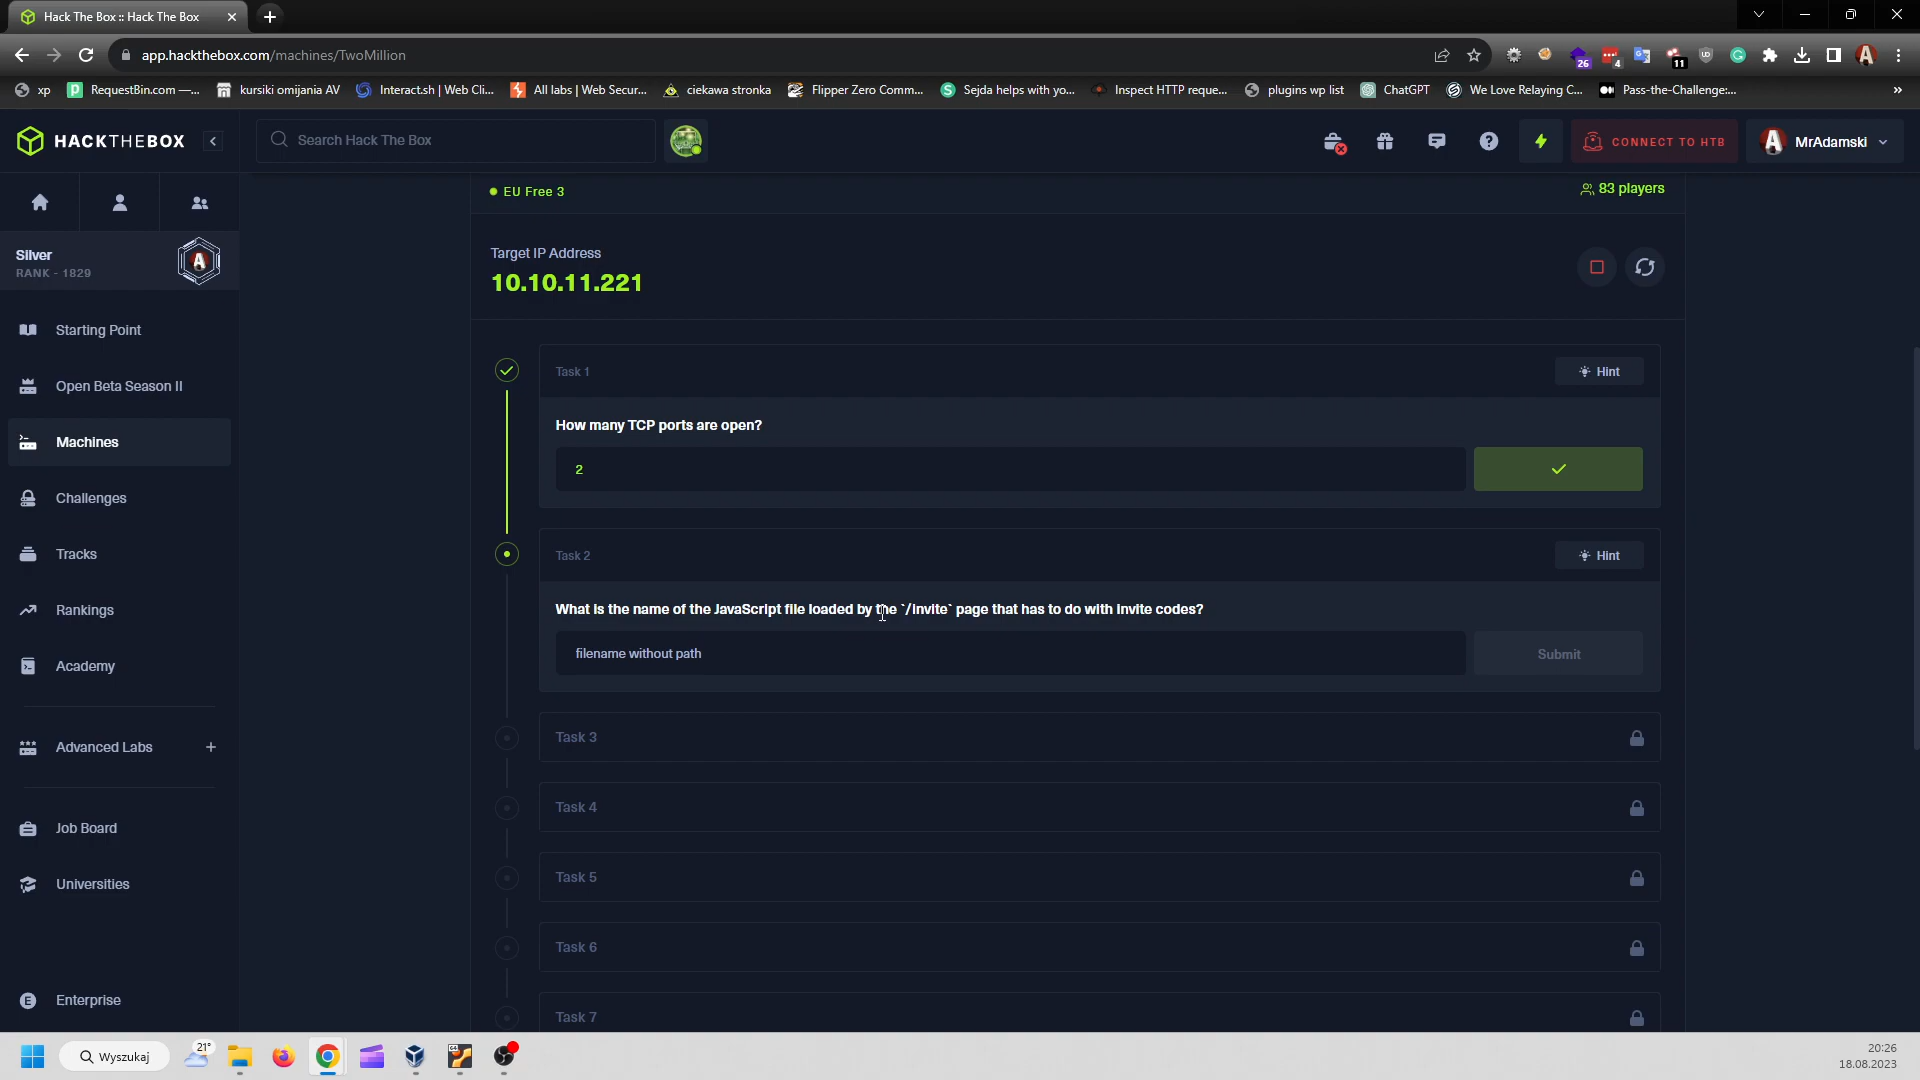 Hack The Box :: Hack The Box
app.hackthebox.com/machines/TwoMillion
26
4
11
xp
RequestBin.com —...
kursiki omijania AV
Interact.sh | Web Cli...
All labs | Web Secur...
ciekawa stronka
Flipper Zero Comm...
Sejda helps with yo...
Inspect HTTP reque...
plugins wp list
ChatGPT
We Love Relaying C...
Pass-the-Challenge:...
»
HACKTHEBOX
Search Hack The Box
CONNECT TO HTB
MrAdamski
EU Free 3
83 players
Silver
RANK - 1829
Target IP Address
10.10.11.221
Starting Point
Open Beta Season II
Machines
Challenges
Tracks
Rankings
Academy
Advanced Labs
Job Board
Universities
Enterprise
Task 1
Hint
How many TCP ports are open?
2
Task 2
Hint
What is the name of the JavaScript file loaded by the `/invite` page that has to do with invite codes?
filename without path
Submit
Task 3
Task 4
Task 5
Task 6
Task 7
Wyszukaj
21°
20:26
18.08.2023